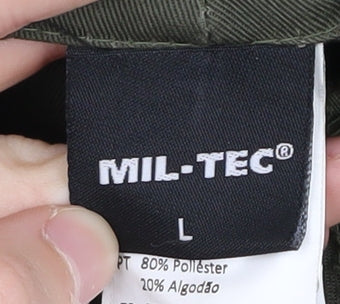 MIL-TEC®
L
PT 80% Poliéster
20% Algodão